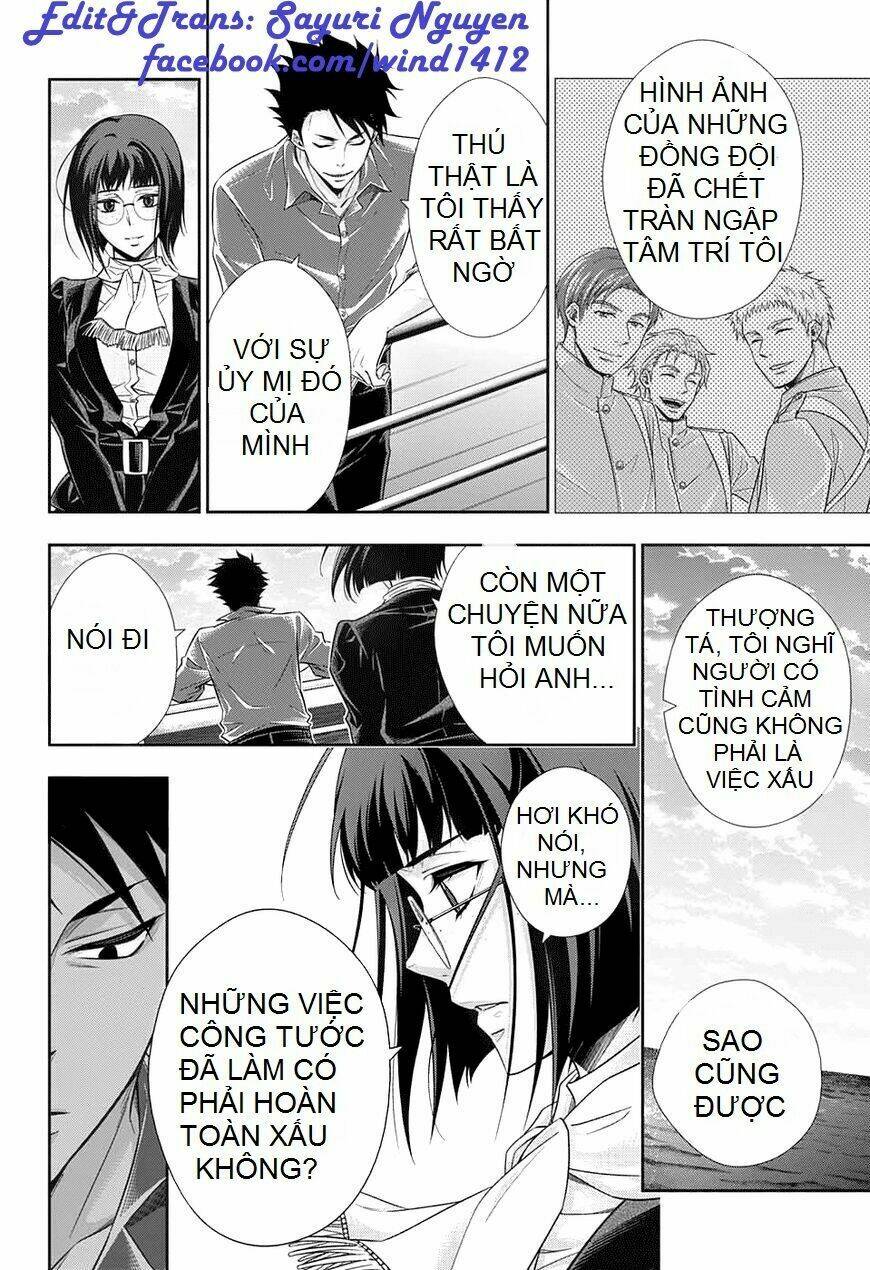 Edit&Trans: Sayuri Nguyen
facebook.com/wind1412
HÌNH ẢNH
CỦA NHỮNG
ĐỒNG ĐỘI
ĐÃ CHẾT
TRÀN NGẬP
TÂM TRÍ TÔI
THÚ
THẬT LÀ
TÔI THẤY
RẤT BẤT
NGỜ
VỚI SỰ
ỦY MỊ ĐÓ
CỦA
MÌNH
THƯỢNG
TÁ, TÔI NGHĨ
NGƯỜI CÓ
TÌNH CẢM
CŨNG KHÔNG
PHẢI LÀ
VIỆC XẤU
SAO
CŨNG
ĐƯỢC
CÒN MỘT
CHUYỆN NỮA
TÔI MUỐN
HỎI ANH...
NÓI ĐI
HƠI KHÓ
NÓI,
NHƯNG
MÀ...
NHỮNG VIỆC
CÔNG TƯỚC
ĐÃ LÀM CÓ
PHẢI HOÀN
TOÀN XẤU
KHÔNG?